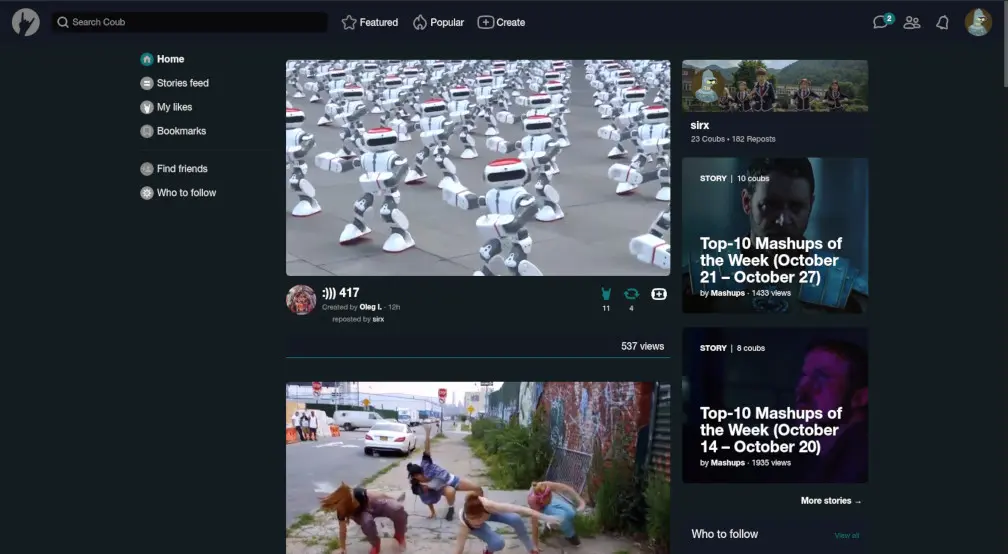 Search Coub
Featured
Popular
Create
2
Home
Stories feed
My likes
Bookmarks
Find friends
Who to follow
:))) 417
Created by Oleg I. · 12h
reposted by sirx
11
4
537 views
sirx
23 Coubs • 182 Reposts
STORY | 10 coubs
Top-10 Mashups of
the Week (October
21 – October 27)
by Mashups · 1433 views
STORY | 8 coubs
Top-10 Mashups of
the Week (October
14 – October 20)
by Mashups · 1935 views
More stories →
Who to follow
View all